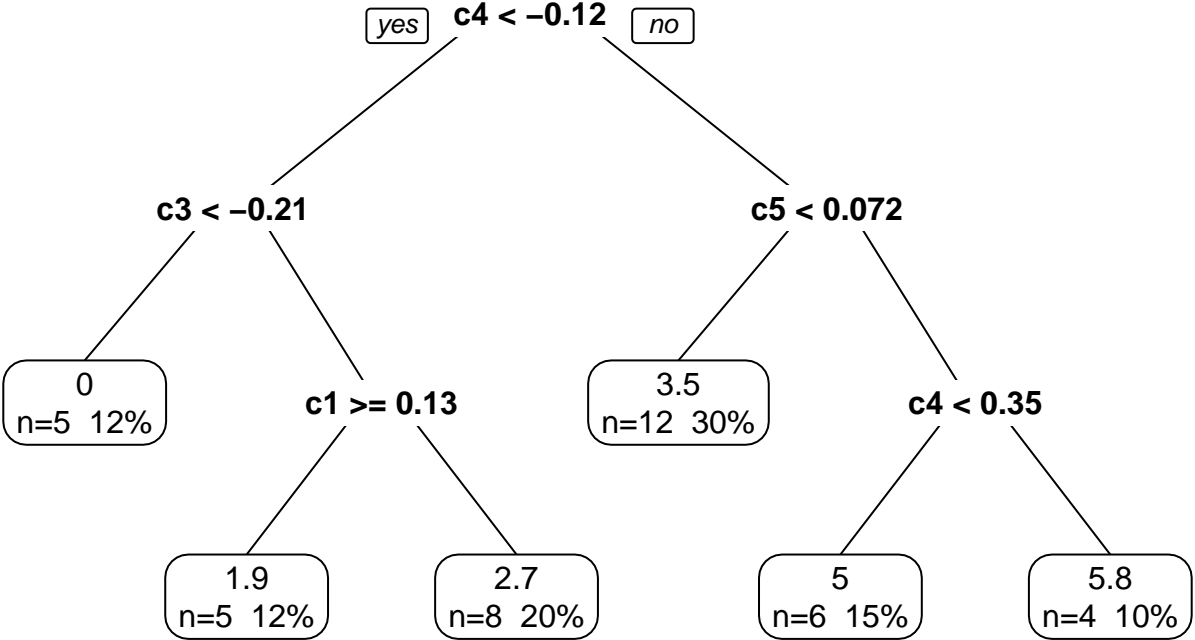 yes
c4 < −0.12
no
c3 < −0.21
c5 < 0.072
0
n=5 12%
c1 >= 0.13
3.5
n=12 30%
c4 < 0.35
1.9
n=5 12%
2.7
n=8 20%
5
n=6 15%
5.8
n=4 10%